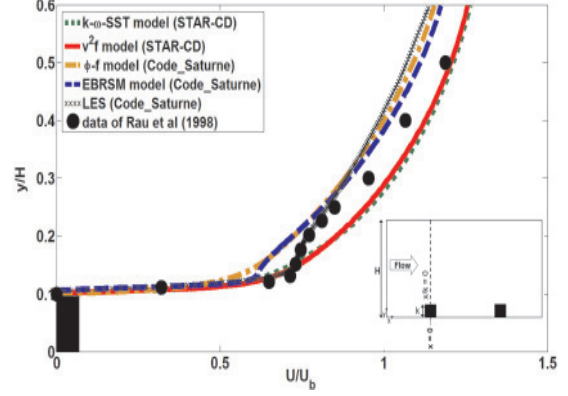 0.6
0.5
0.4
0.3
0.2
0.1
0
y/H
k-ω-SST model (STAR-CD)
v²f model (STAR-CD)
ϕ-f model (Code_Saturne)
EBRSM model (Code_Saturne)
LES (Code_Saturne)
data of Rau et al (1998)
Flow
H
k
x/k = 0
0 0.5 1 1.5
U/U_b